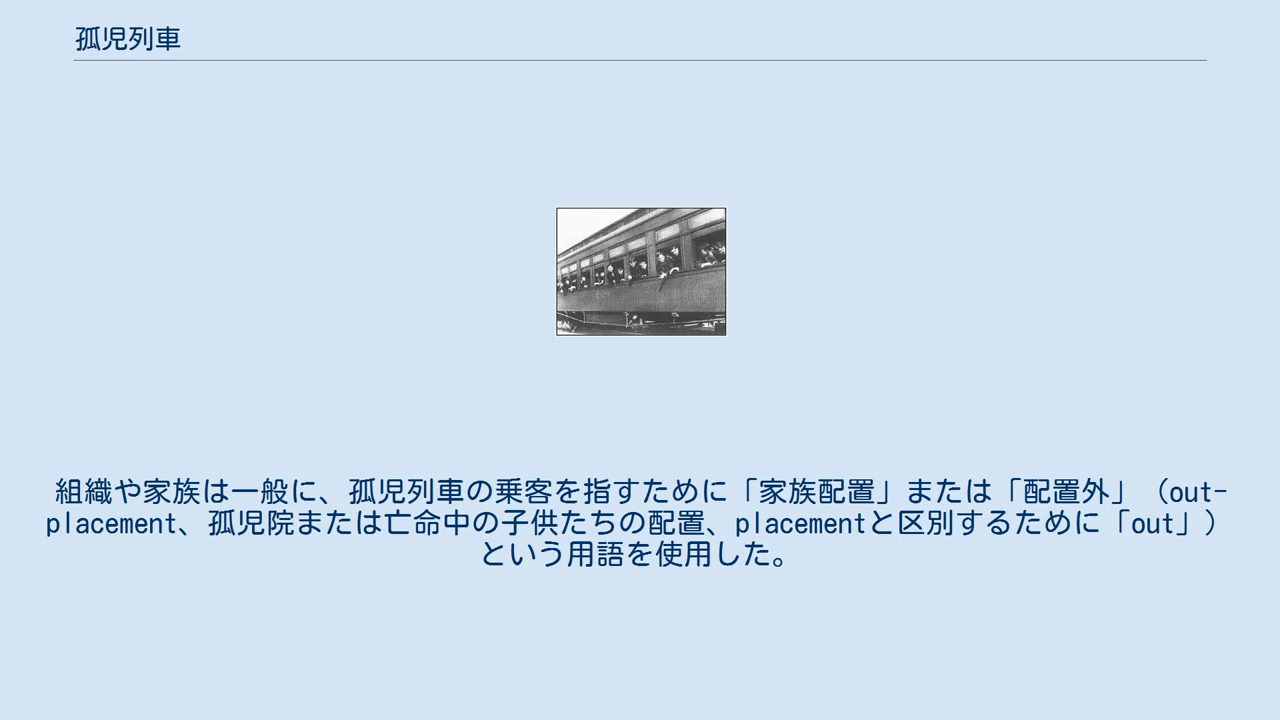 孤児列車
組織や家族は一般に、孤児列車の乗客を指すために「家族配置」または「配置外」（out-
placement、孤児院または亡命中の子供たちの配置、placementと区別するために「out」）
という用語を使用した。